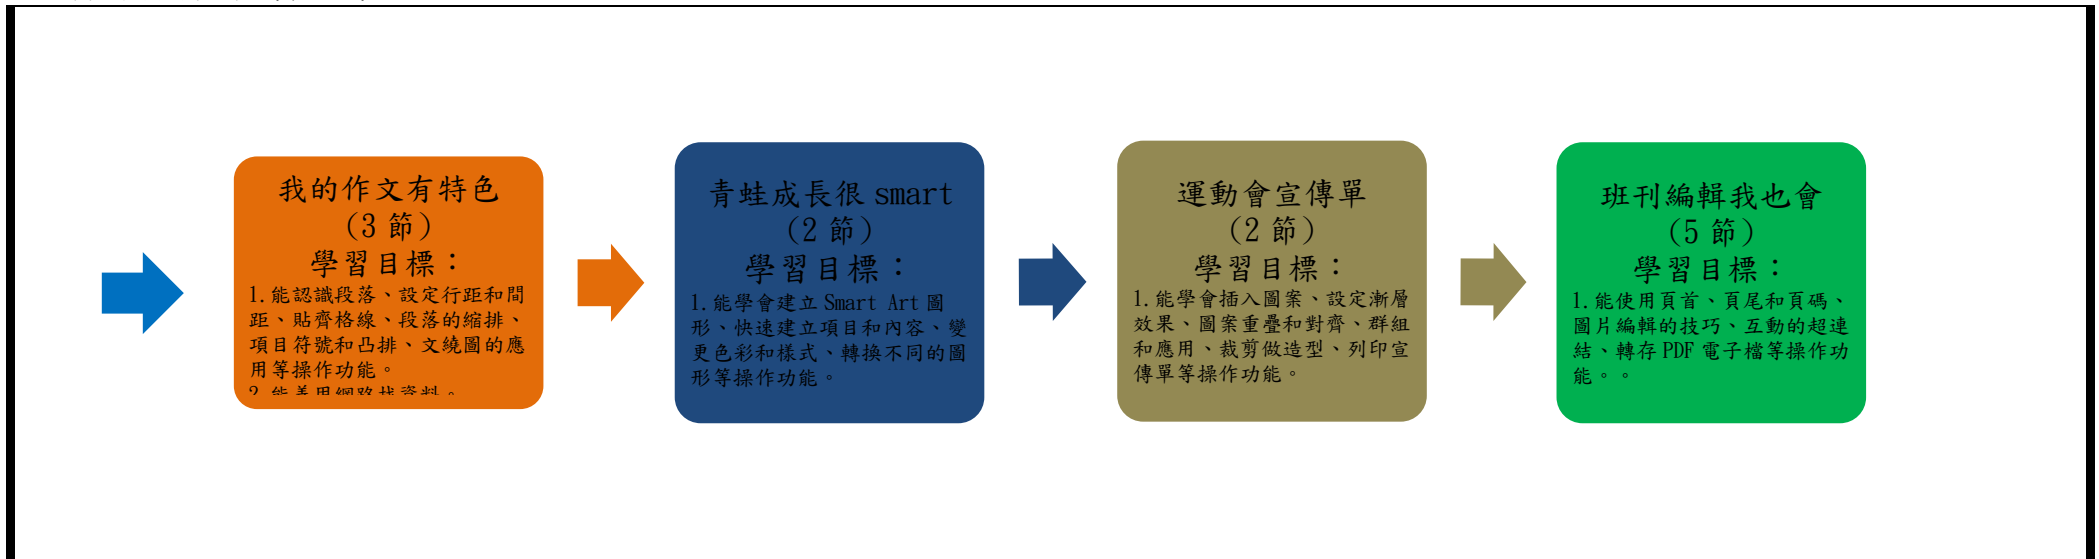 我的作文有特色
(3 節)
學習目標：
1.能認識段落、設定行距和間
距、貼齊格線、段落的縮排、
項目符號和凸排、文繞圖的應
用等操作功能。
2.能善用網路找資料。
青蛙成長很 smart
(2 節)
學習目標：
1.能學會建立 Smart Art 圖
形、快速建立項目和內容、變
更色彩和樣式、轉換不同的圖
形等操作功能。
運動會宣傳單
(2 節)
學習目標：
1.能學會插入圖案、設定漸層
效果、圖案重疊和對齊、群組
和應用、裁剪做造型、列印宣
傳單等操作功能。
班刊編輯我也會
(5 節)
學習目標：
1.能使用頁首、頁尾和頁碼、
圖片編輯的技巧、互動的超連
結、轉存 PDF 電子檔等操作功
能。。